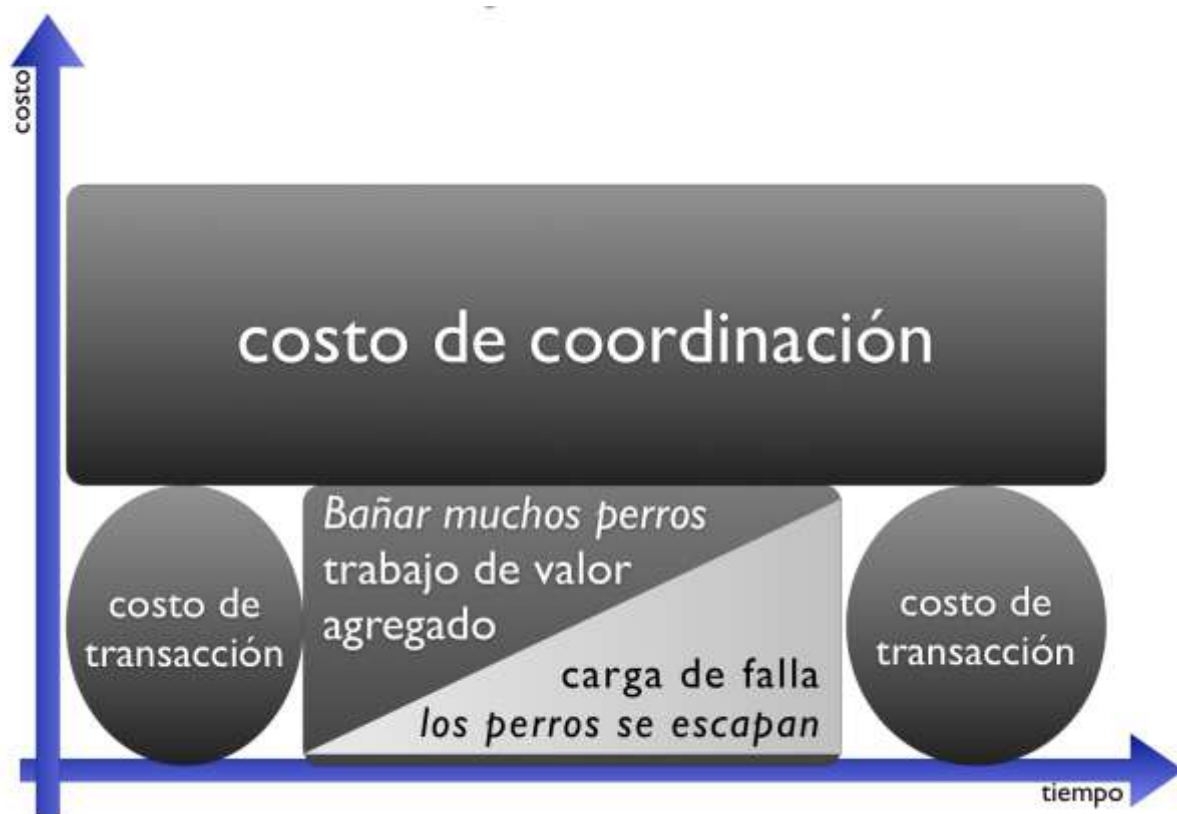 costo
costo de coordinación
costo de
transacción
Bañar muchos perros
trabajo de valor
agregado
carga de falla
los perros se escapan
costo de
transacción
tiempo